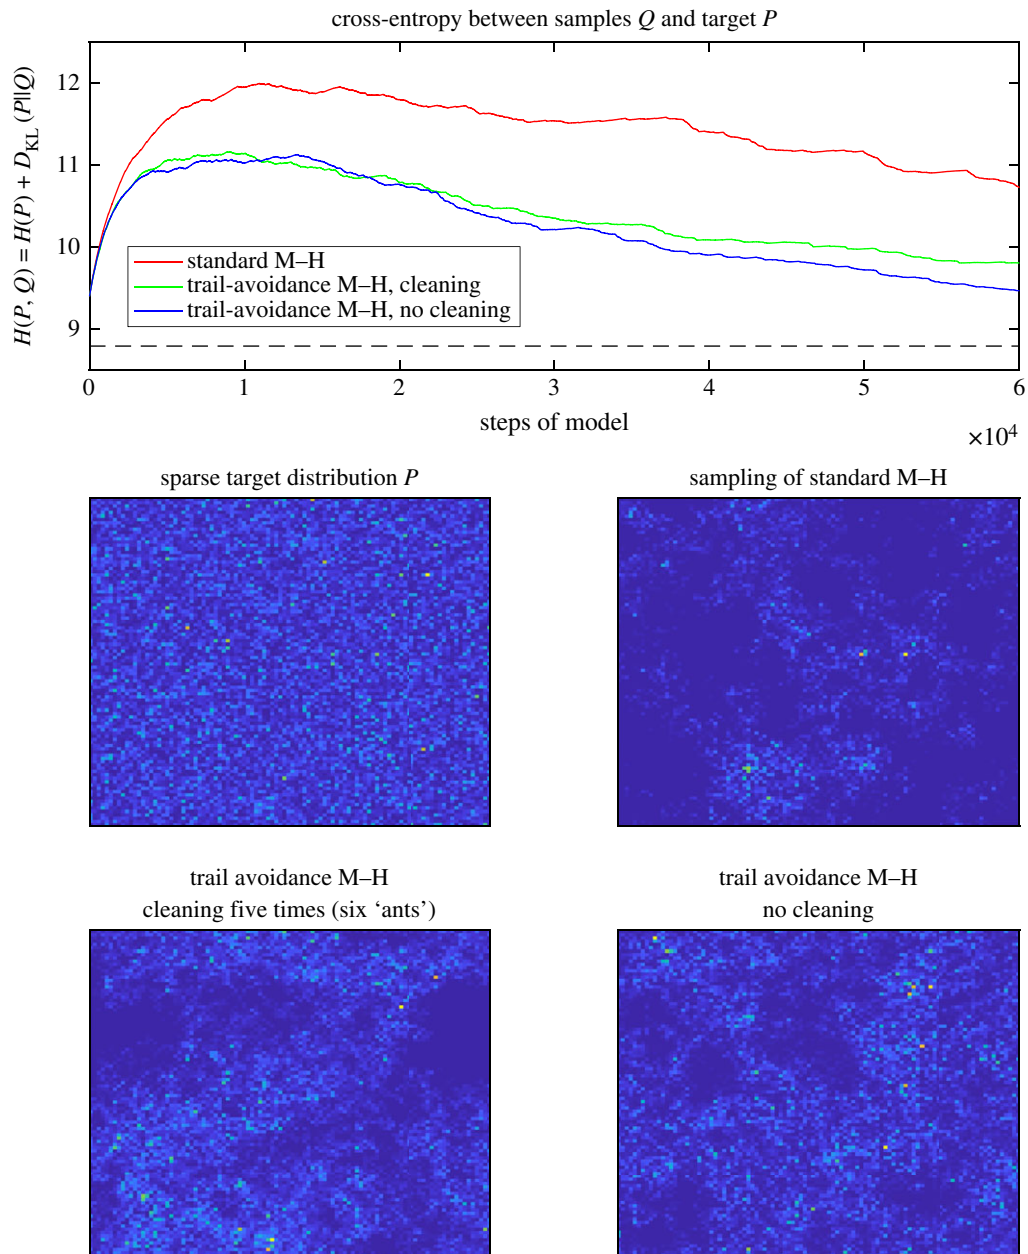 cross-entropy between samples Q and target P
H(P, Q) = H(P) + D_KL (P||Q)
12
11
10
9
standard M–H
trail-avoidance M–H, cleaning
trail-avoidance M–H, no cleaning
0 1 2 3 4 5 6
steps of model
×10⁴
sparse target distribution P
sampling of standard M–H
trail avoidance M–H
cleaning five times (six ‘ants’)
trail avoidance M–H
no cleaning